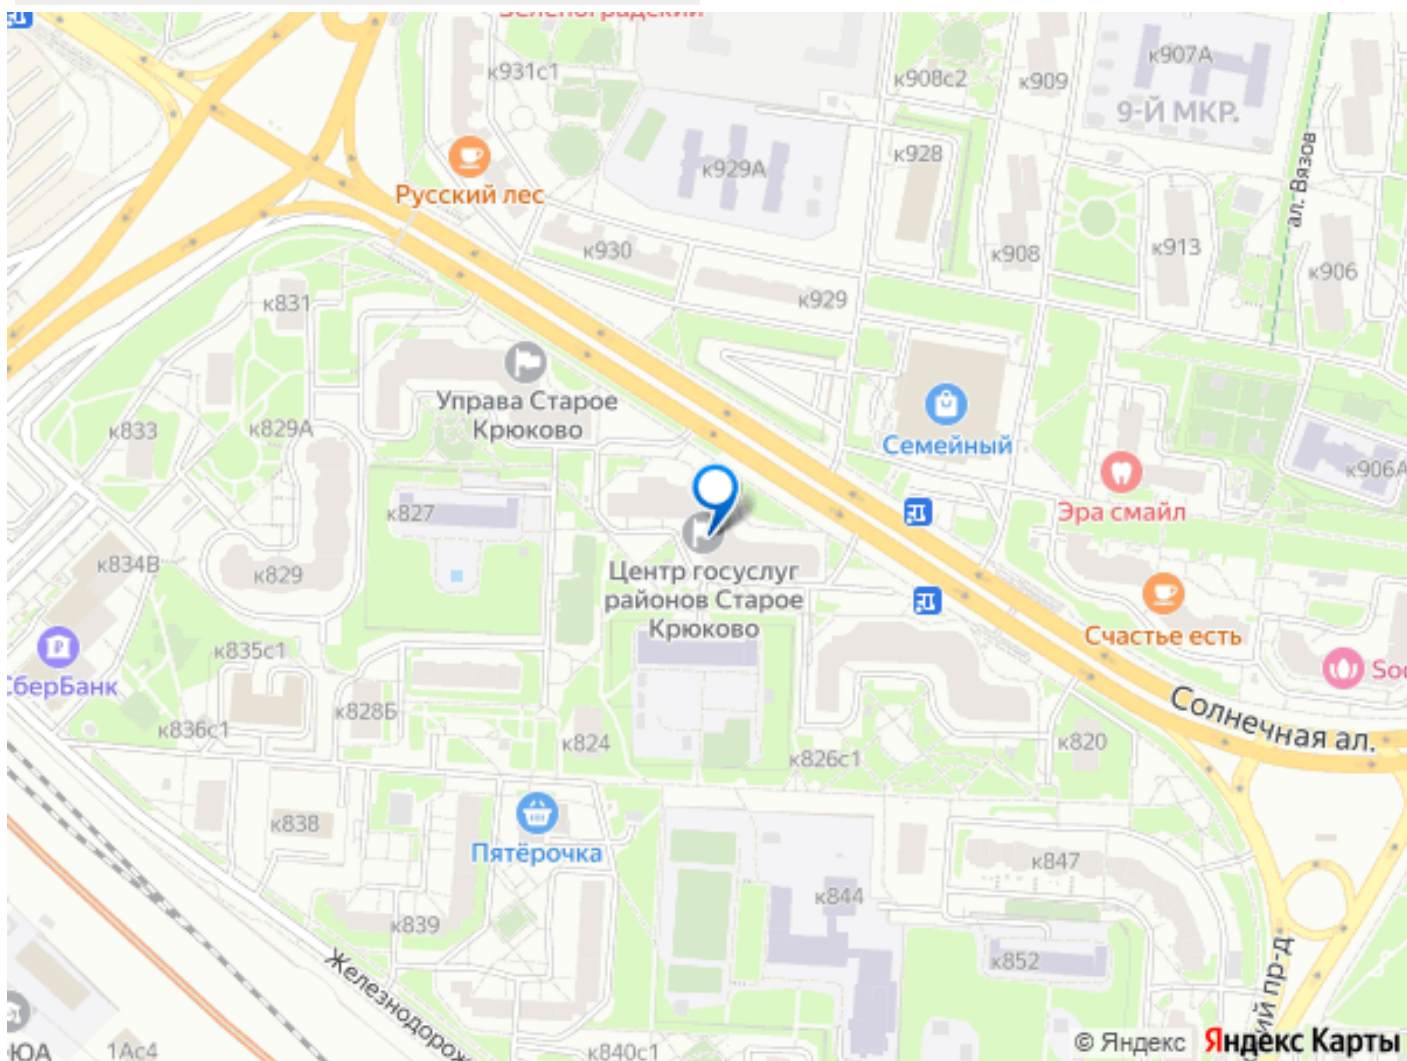 Зеленоградский
к931с1
к908с2
к909
к907А
9-Й МКР.
ал. Вязов
Русский лес
к929А
к928
к930
к929
к908
к913
к906
к831
Управа Старое
Крюково
к833
к829А
Семейный
Эра смайл
к906А
к827
к834В
к829
Центр госуслуг
районов Старое
Крюково
Счастье есть
СберБанк
к835с1
Солнечная ал.
к836с1
к828Б
к824
к826с1
к820
к838
Пятёрочка
к847
к844
к839
к852
к840с1
1Ас4
© Яндекс Яндекс Карты